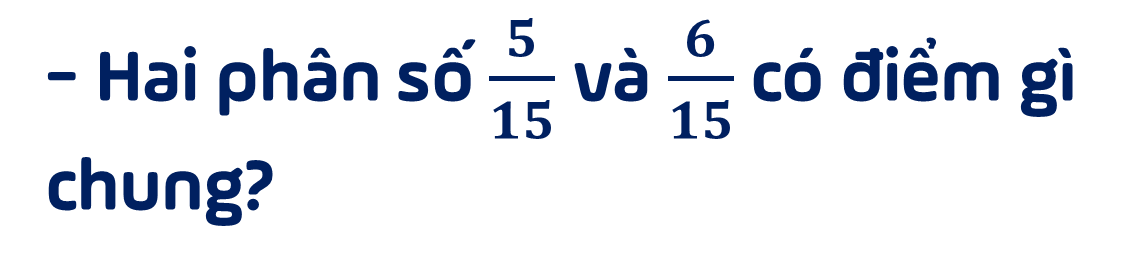 - Hai phân số 5/15 và 6/15 có điểm gì
chung?